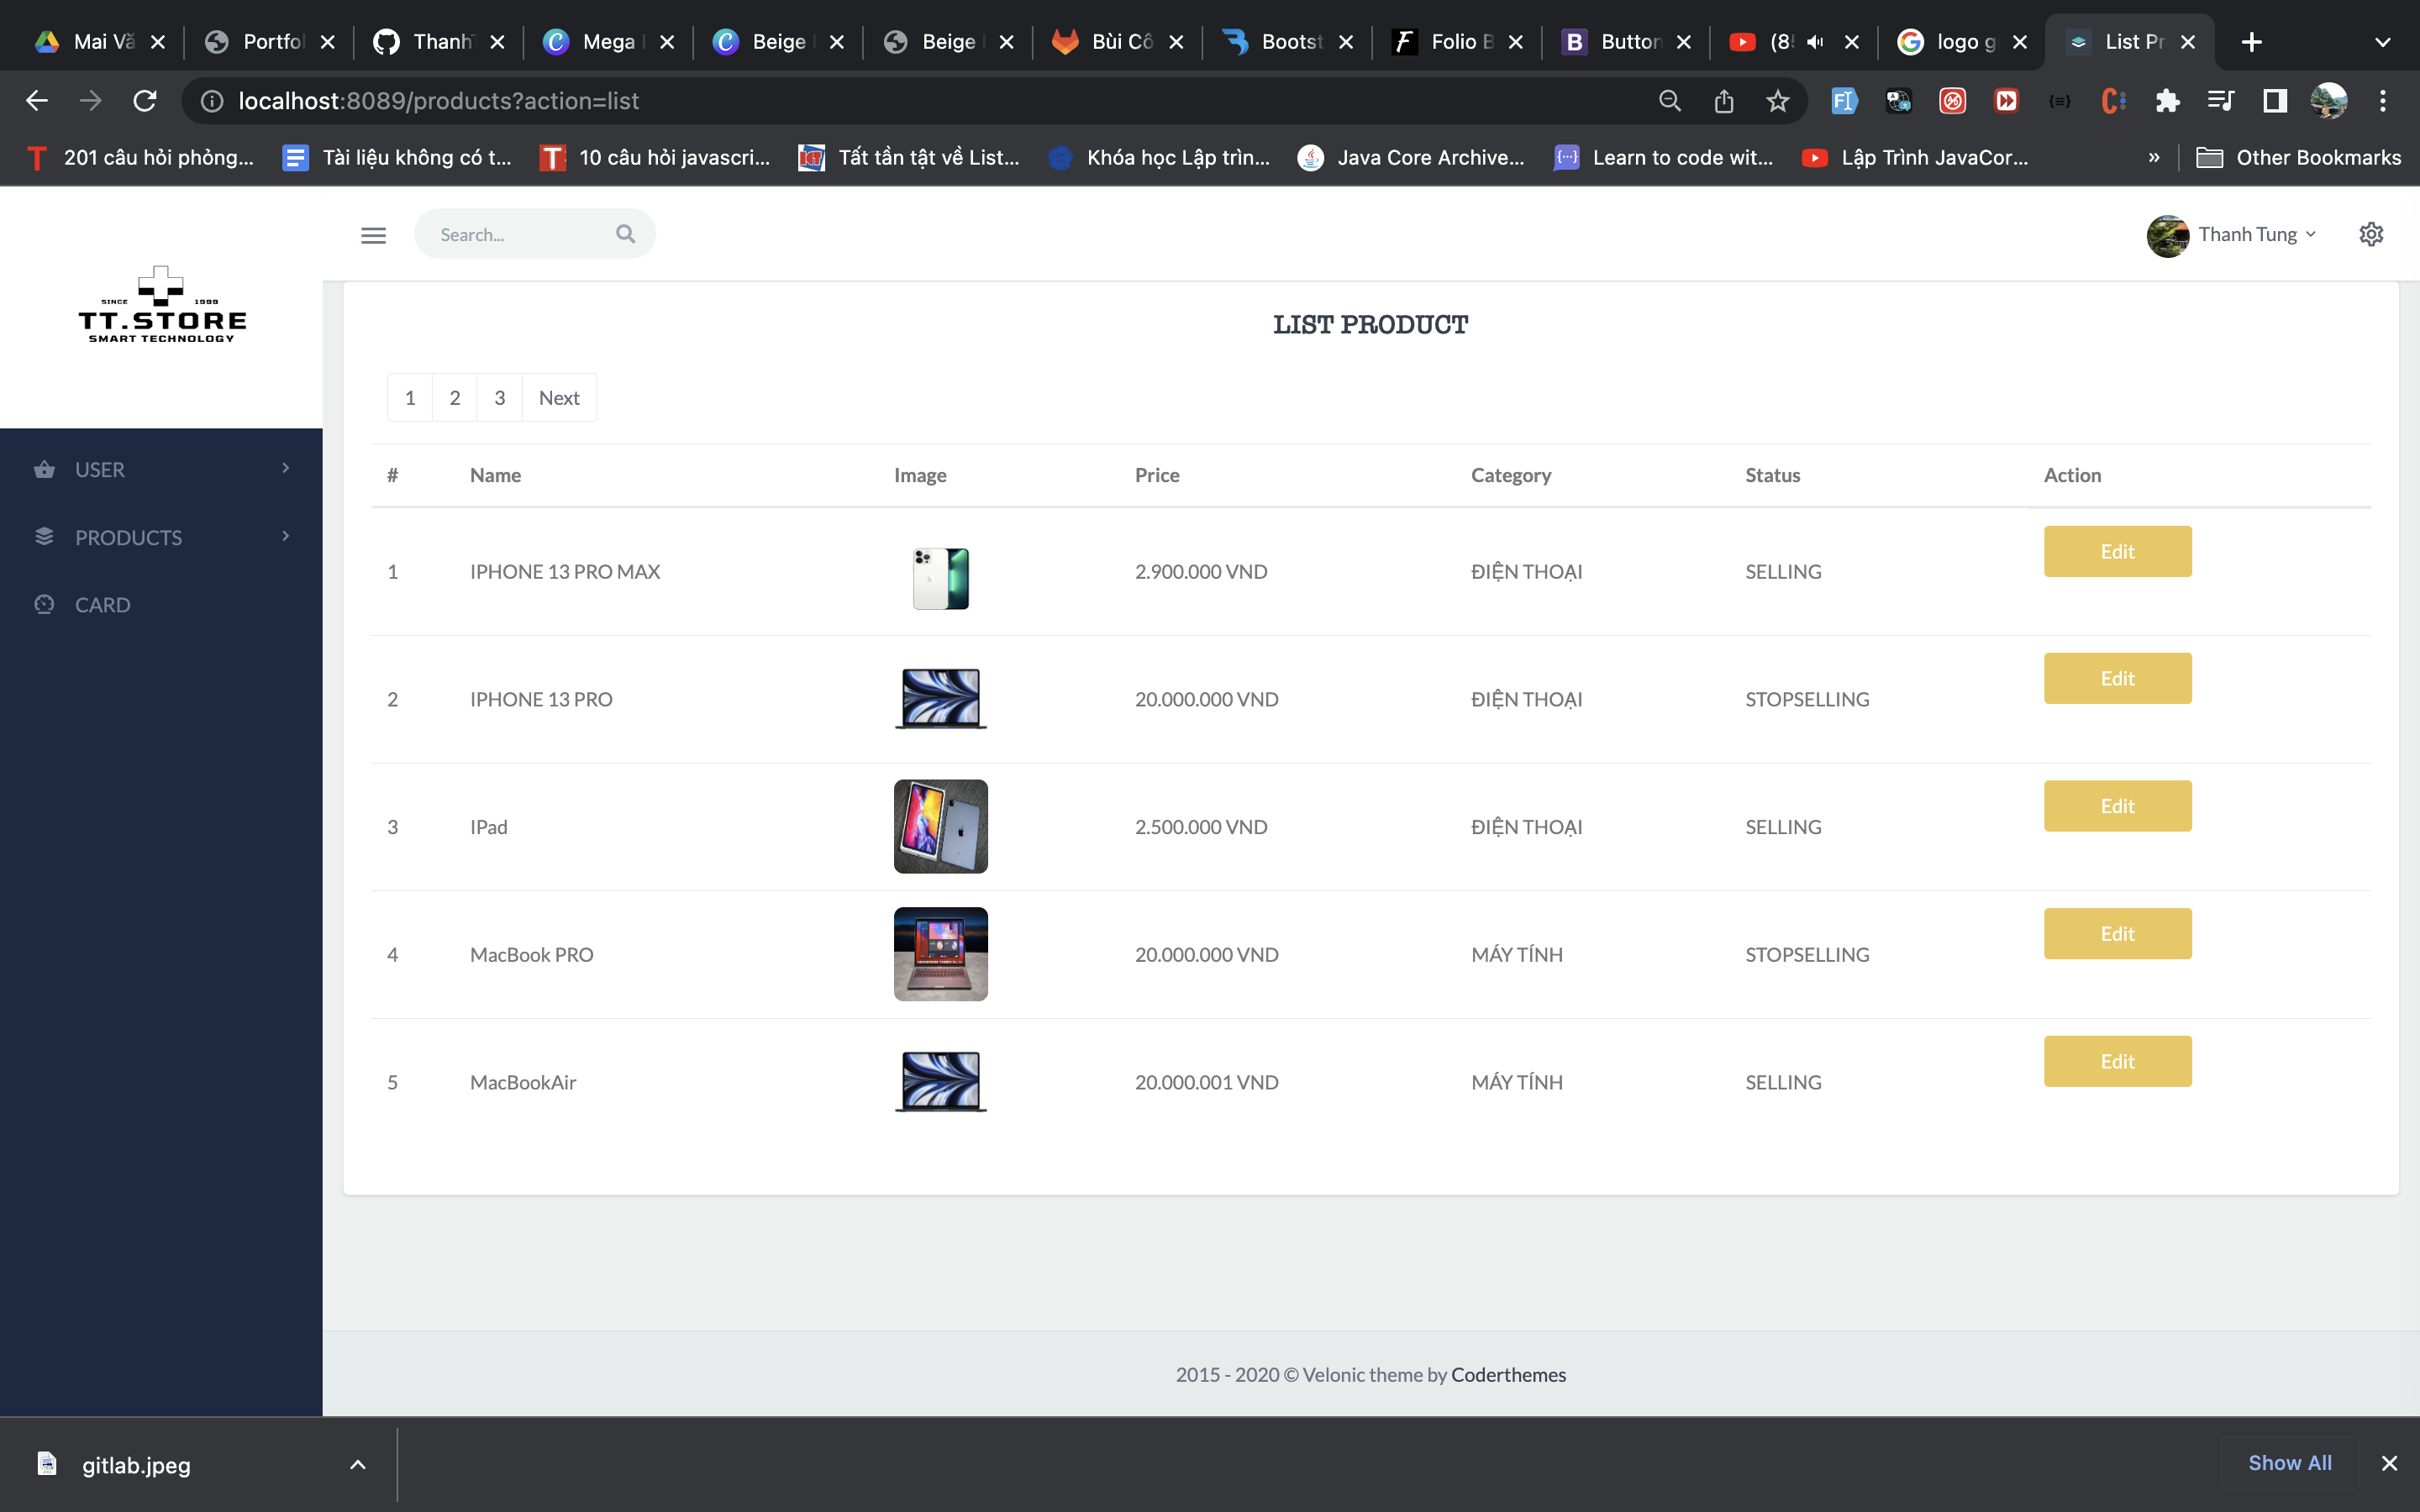 Mai Vă
Portfol
Thanh
Mega
Beige
Beige
Bùi Cô
Bootst
Folio B
Button
logo g
List Pr
localhost:8089/products?action=list
201 câu hỏi phỏng...
Tài liệu không có t...
10 câu hỏi javascri...
Tất tần tật về List...
Khóa học Lập trìn...
Java Core Archive...
Learn to code wit...
Lập Trình JavaCor...
»
Other Bookmarks
Search...
Thanh Tung
SINCE 1999
TT.STORE
SMART TECHNOLOGY
LIST PRODUCT
1 2 3 Next
USER
PRODUCTS
CARD
# Name Image Price Category Status Action
1 IPHONE 13 PRO MAX 2.900.000 VND ĐIỆN THOẠI SELLING Edit
2 IPHONE 13 PRO 20.000.000 VND ĐIỆN THOẠI STOPSELLING Edit
3 IPad 2.500.000 VND ĐIỆN THOẠI SELLING Edit
4 MacBook PRO 20.000.000 VND MÁY TÍNH STOPSELLING Edit
5 MacBookAir 20.000.001 VND MÁY TÍNH SELLING Edit
2015 - 2020 © Velonic theme by Coderthemes
gitlab.jpeg
Show All